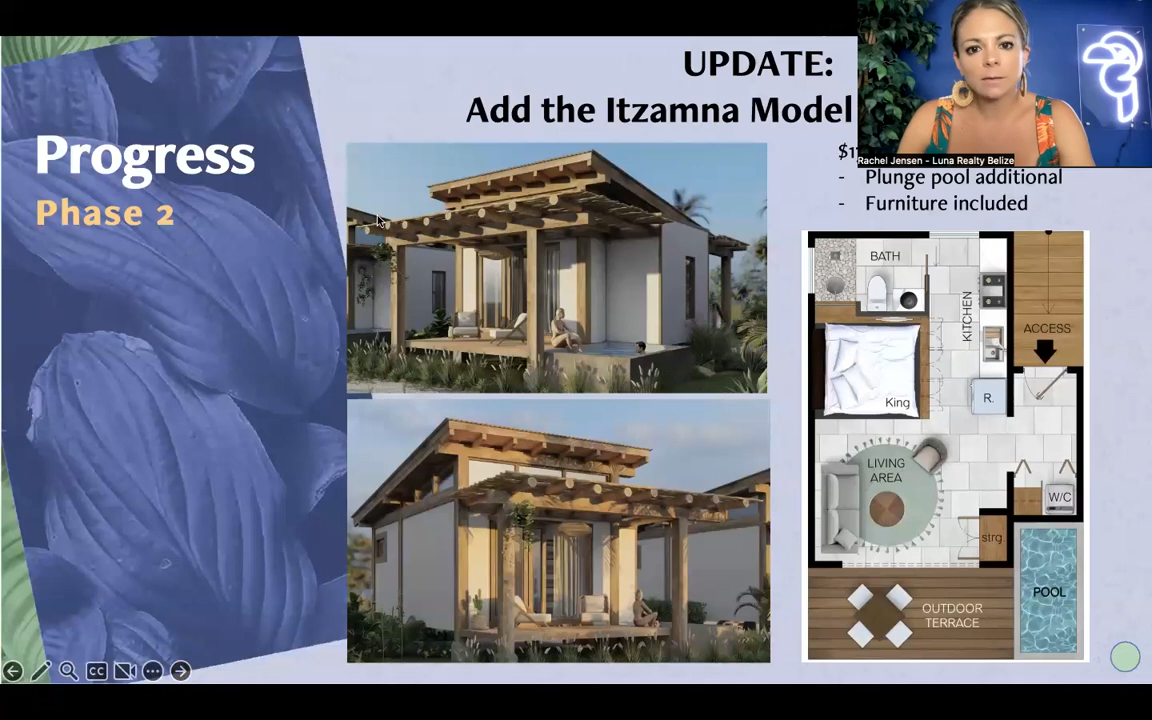 UPDATE:
Add the Itzamna Model
Progress
Phase 2
Rachel Jensen - Luna Realty Belize
- Plunge pool additional
- Furniture included
BATH
KITCHEN
ACCESS
King
R.
LIVING
AREA
W/C
strg.
POOL
OUTDOOR
TERRACE
CC